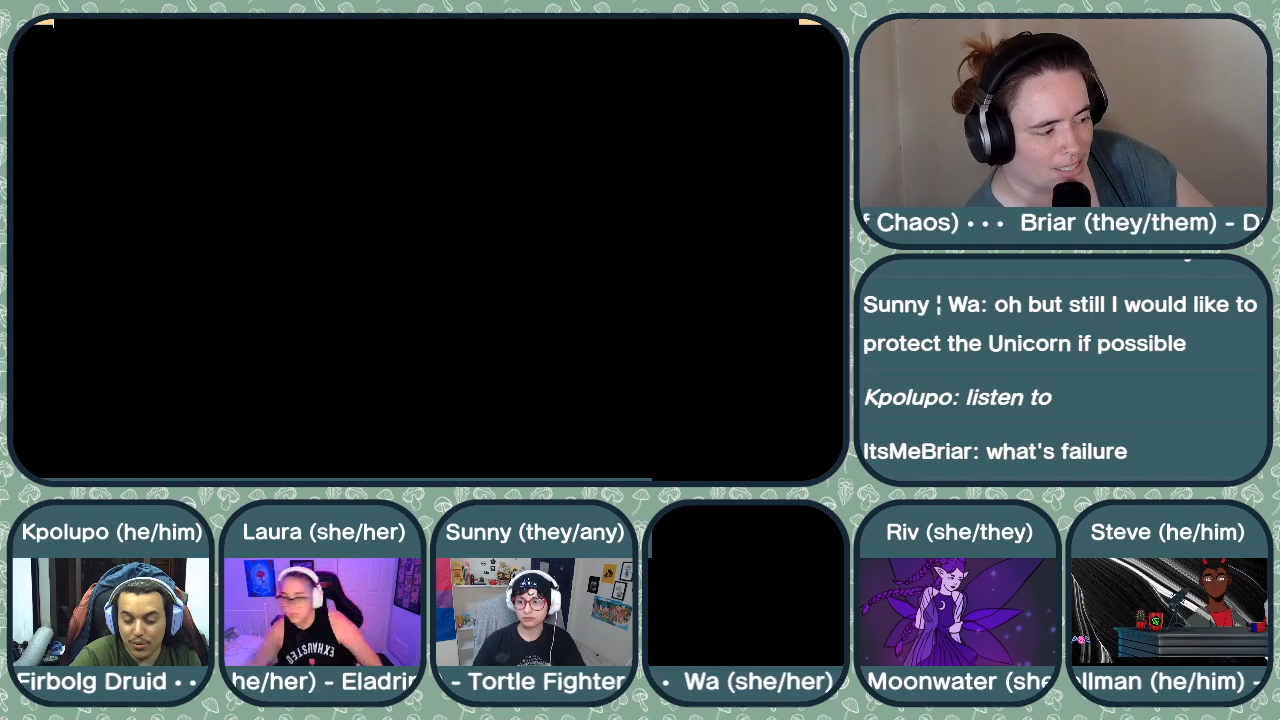 f Chaos) • • •  Briar (they/them) - D
Sunny ¦ Wa: oh but still I would like to
protect the Unicorn if possible
Kpolupo: listen to
ItsMeBriar: what's failure
Kpolupo (he/him)
Firbolg Druid • •
Laura (she/her)
he/her) - Eladrin
EXHAUSTED
Sunny (they/any)
- Tortle Fighter
• Wa (she/her)
Riv (she/they)
Moonwater (she
Steve (he/him)
llman (he/him) -